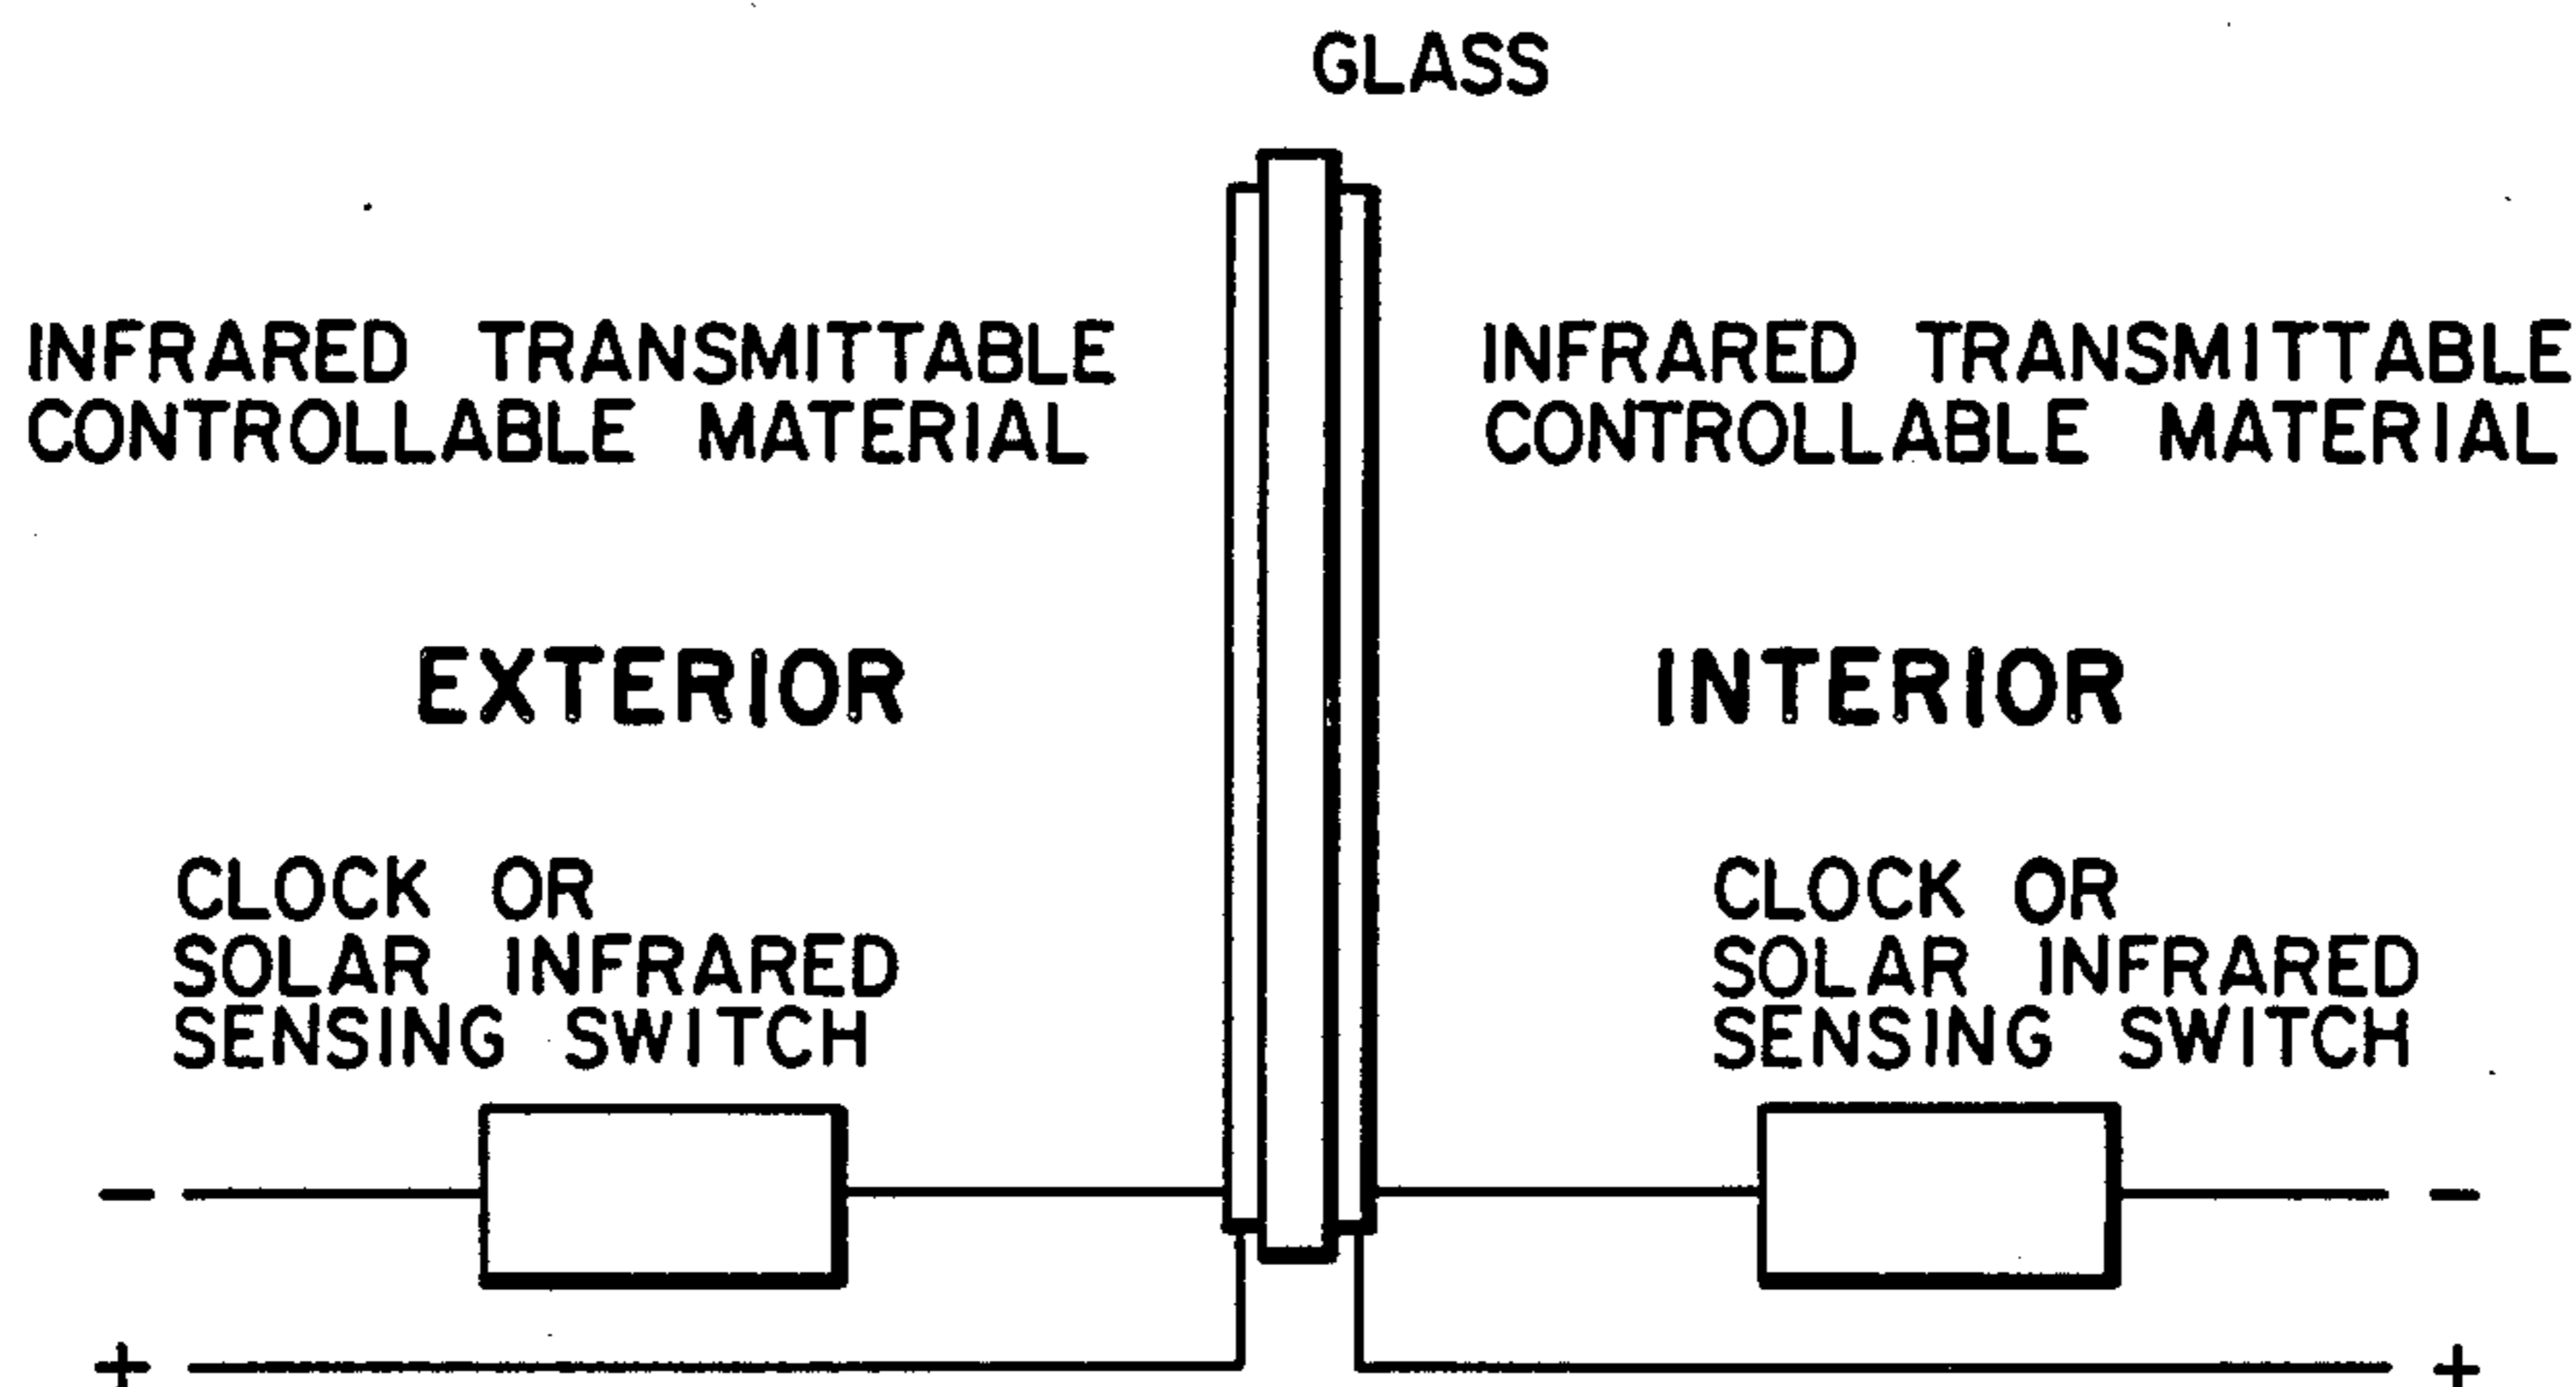 GLASS
INFRARED TRANSMITTABLE
CONTROLLABLE MATERIAL
INFRARED TRANSMITTABLE
CONTROLLABLE MATERIAL
EXTERIOR
INTERIOR
CLOCK OR
SOLAR INFRARED
SENSING SWITCH
CLOCK OR
SOLAR INFRARED
SENSING SWITCH
− −
+ +